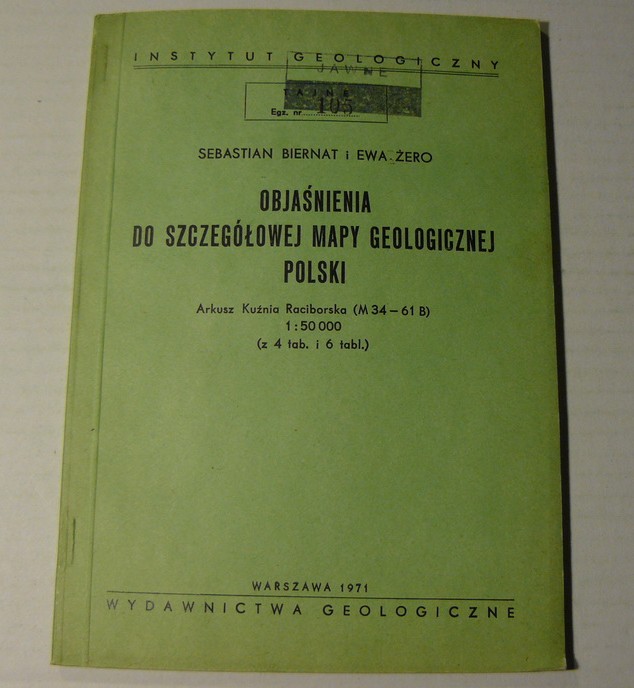 INSTYTUT GEOLOGICZNY
JAWNE
TAJNE
Egz. nr 105
SEBASTIAN BIERNAT i EWA ŻERO
OBJAŚNIENIA
DO SZCZEGÓŁOWEJ MAPY GEOLOGICZNEJ
POLSKI
Arkusz Kuźnia Raciborska (M 34 – 61 B)
1 : 50 000
(z 4 tab. i 6 tabl.)
WARSZAWA 1971
WYDAWNICTWA GEOLOGICZNE